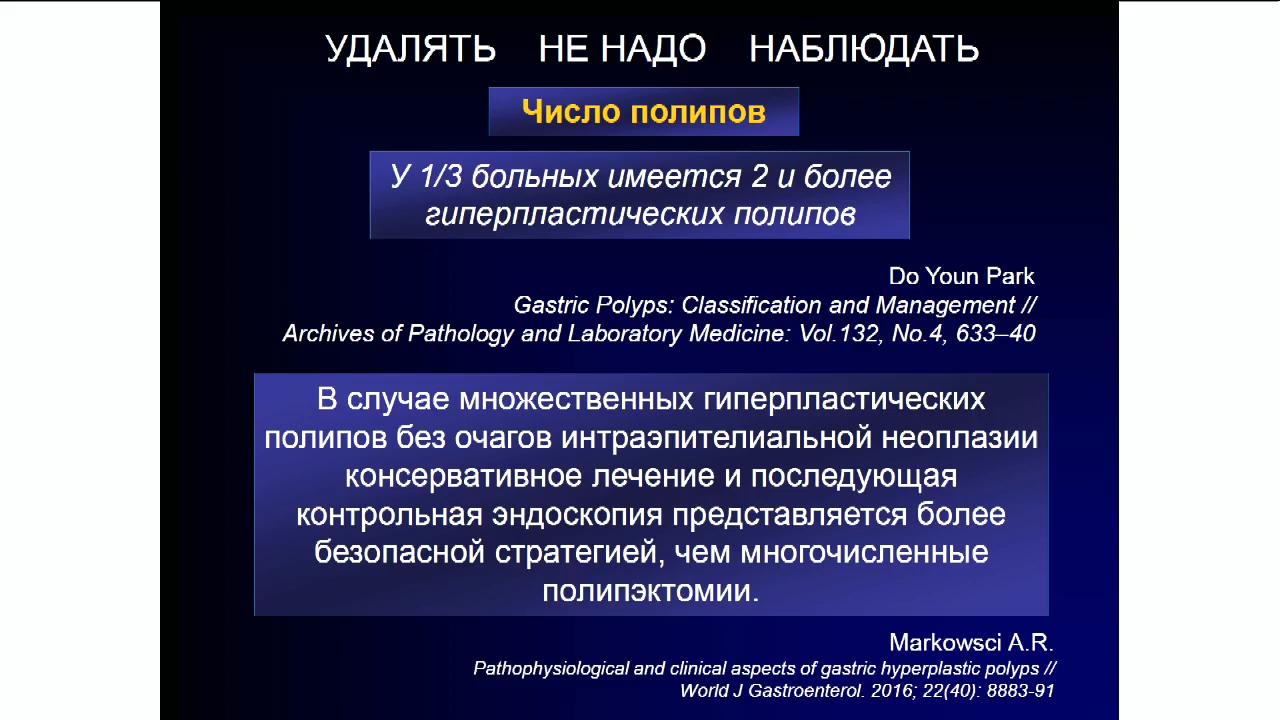 УДАЛЯТЬ НЕ НАДО НАБЛЮДАТЬ
Число полипов
У 1/3 больных имеется 2 и более
гиперпластических полипов
Do Youn Park
Gastric Polyps: Classification and Management //
Archives of Pathology and Laboratory Medicine: Vol.132, No.4, 633–40
В случае множественных гиперпластических
полипов без очагов интраэпителиальной неоплазии
консервативное лечение и последующая
контрольная эндоскопия представляется более
безопасной стратегией, чем многочисленные
полипэктомии.
Markowsci A.R.
Pathophysiological and clinical aspects of gastric hyperplastic polyps //
World J Gastroenterol. 2016; 22(40): 8883-91